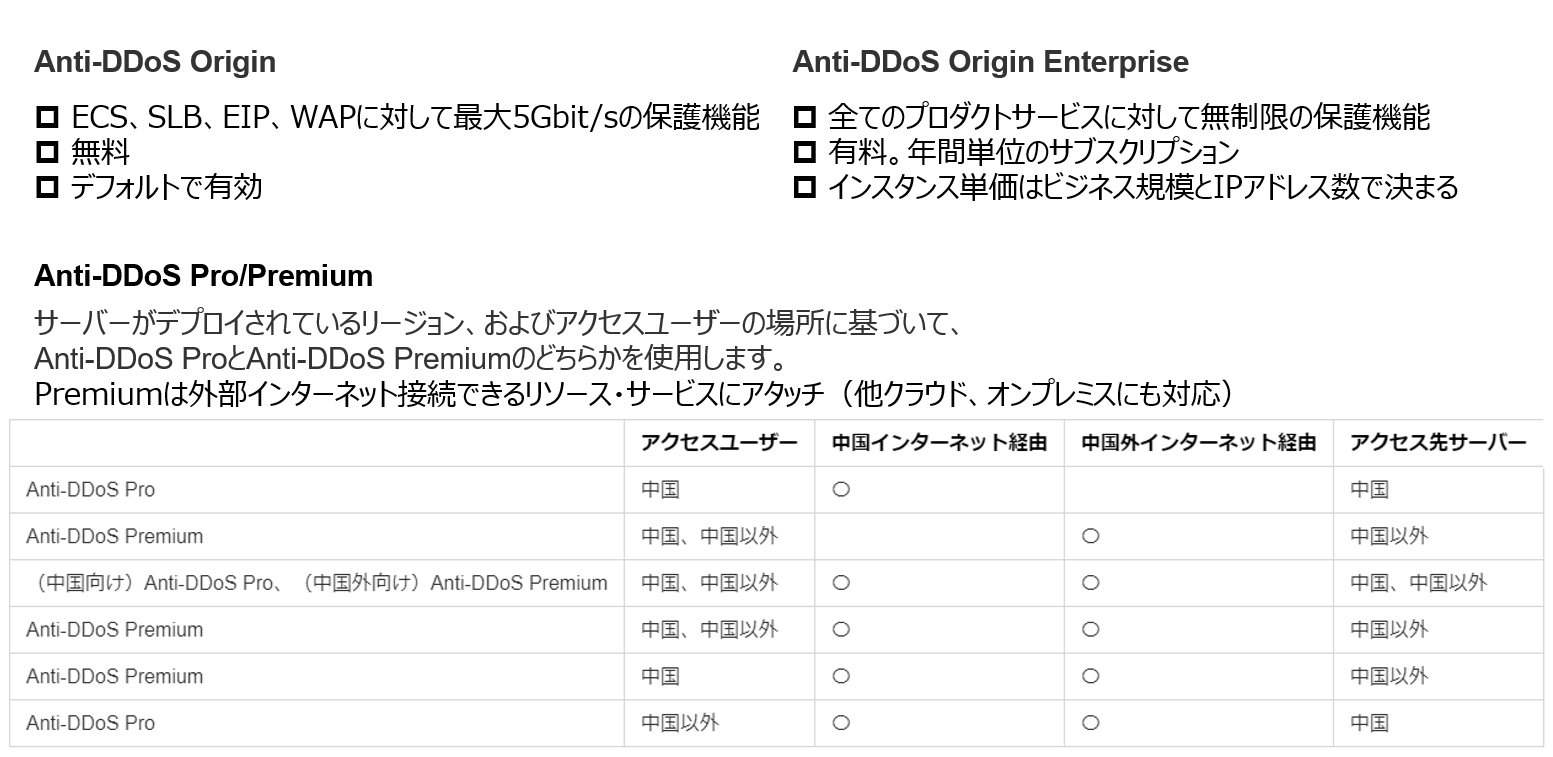 Anti-DDoS Origin
❏ ECS、SLB、EIP、WAPに対して最大5Gbit/sの保護機能
❏ 無料
❏ デフォルトで有効
Anti-DDoS Origin Enterprise
❏ 全てのプロダクトサービスに対して無制限の保護機能
❏ 有料。年間単位のサブスクリプション
❏ インスタンス単価はビジネス規模とIPアドレス数で決まる
Anti-DDoS Pro/Premium
サーバーがデプロイされているリージョン、およびアクセスユーザーの場所に基づいて、
Anti-DDoS ProとAnti-DDoS Premiumのどちらかを使用します。
Premiumは外部インターネット接続できるリソース・サービスにアタッチ（他クラウド、オンプレミスにも対応）
アクセスユーザー 中国インターネット経由 中国外インターネット経由 アクセス先サーバー
Anti-DDoS Pro 中国 〇 中国
Anti-DDoS Premium 中国、中国以外 〇 中国以外
（中国向け）Anti-DDoS Pro、（中国外向け）Anti-DDoS Premium 中国、中国以外 〇 〇 中国、中国以外
Anti-DDoS Premium 中国、中国以外 〇 〇 中国以外
Anti-DDoS Premium 中国 〇 〇 中国以外
Anti-DDoS Pro 中国以外 〇 〇 中国